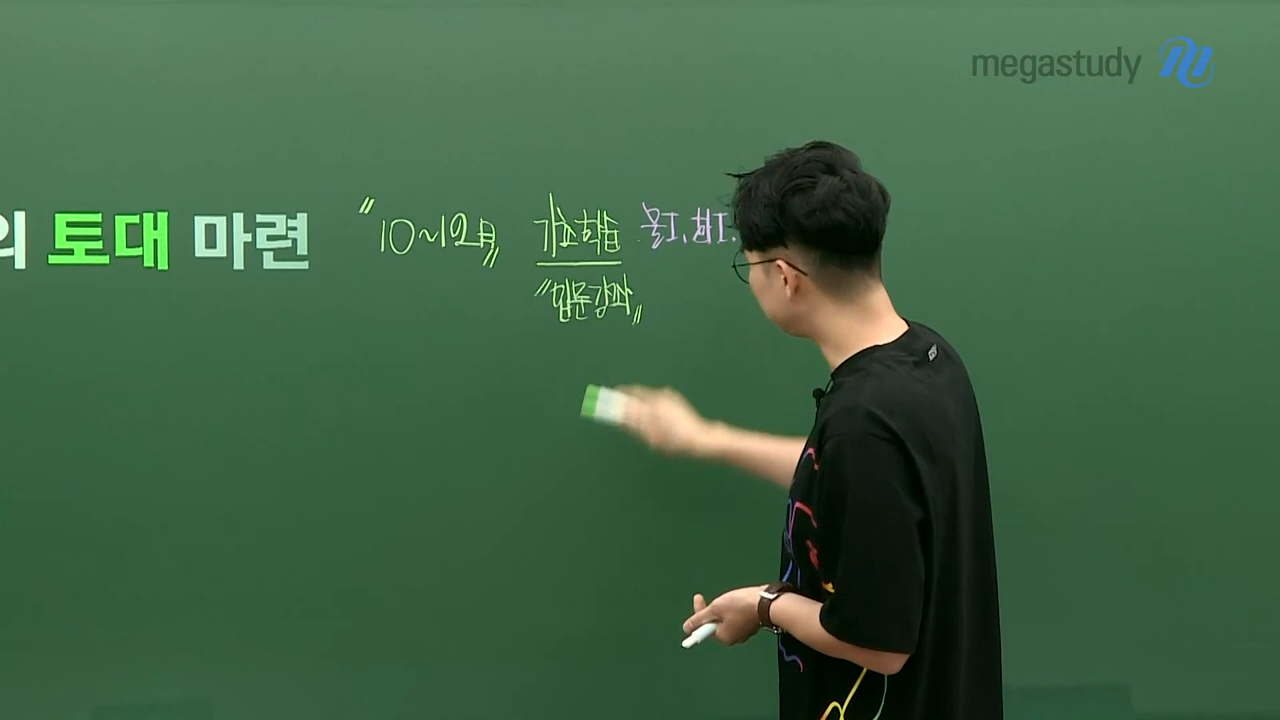 megastudy
의 토대 마련 "10~12月" 기초학습 물I, 화I.
"입문강좌"